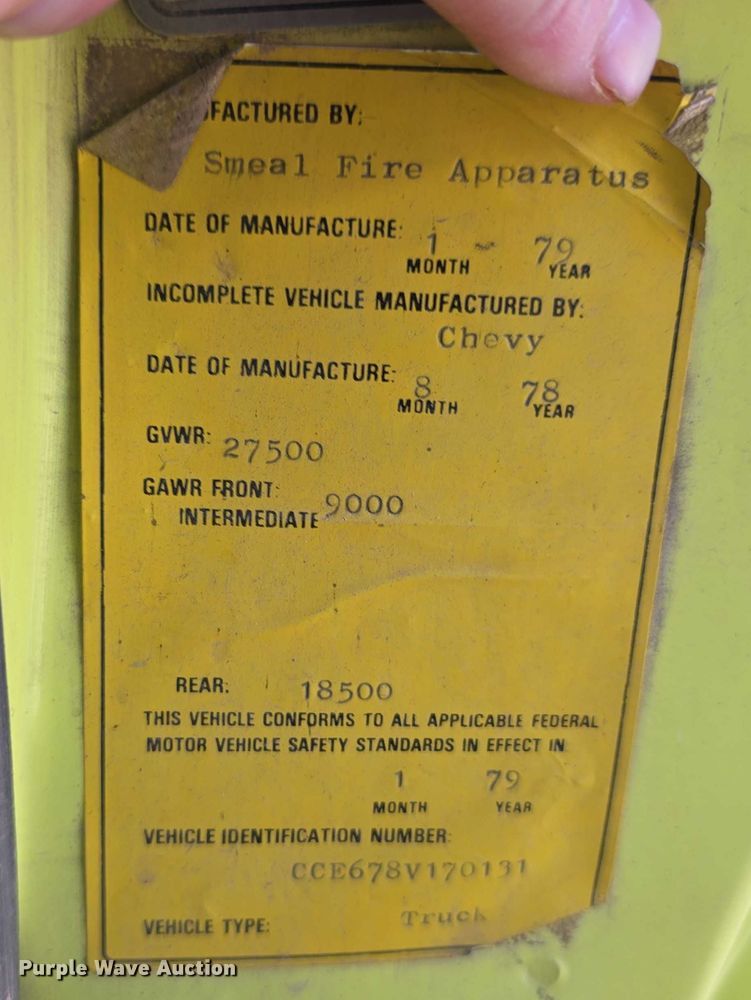 FACTURED BY:
Smeal Fire Apparatus
DATE OF MANUFACTURE: 1 - 79
MONTH YEAR
INCOMPLETE VEHICLE MANUFACTURED BY:
Chevy
DATE OF MANUFACTURE: 8 78
MONTH YEAR
GVWR: 27500
GAWR FRONT: 9000
INTERMEDIATE
REAR: 18500
THIS VEHICLE CONFORMS TO ALL APPLICABLE FEDERAL
MOTOR VEHICLE SAFETY STANDARDS IN EFFECT IN
1 79
MONTH YEAR
VEHICLE IDENTIFICATION NUMBER:
CCE678V170131
VEHICLE TYPE: Truck
Purple Wave Auction